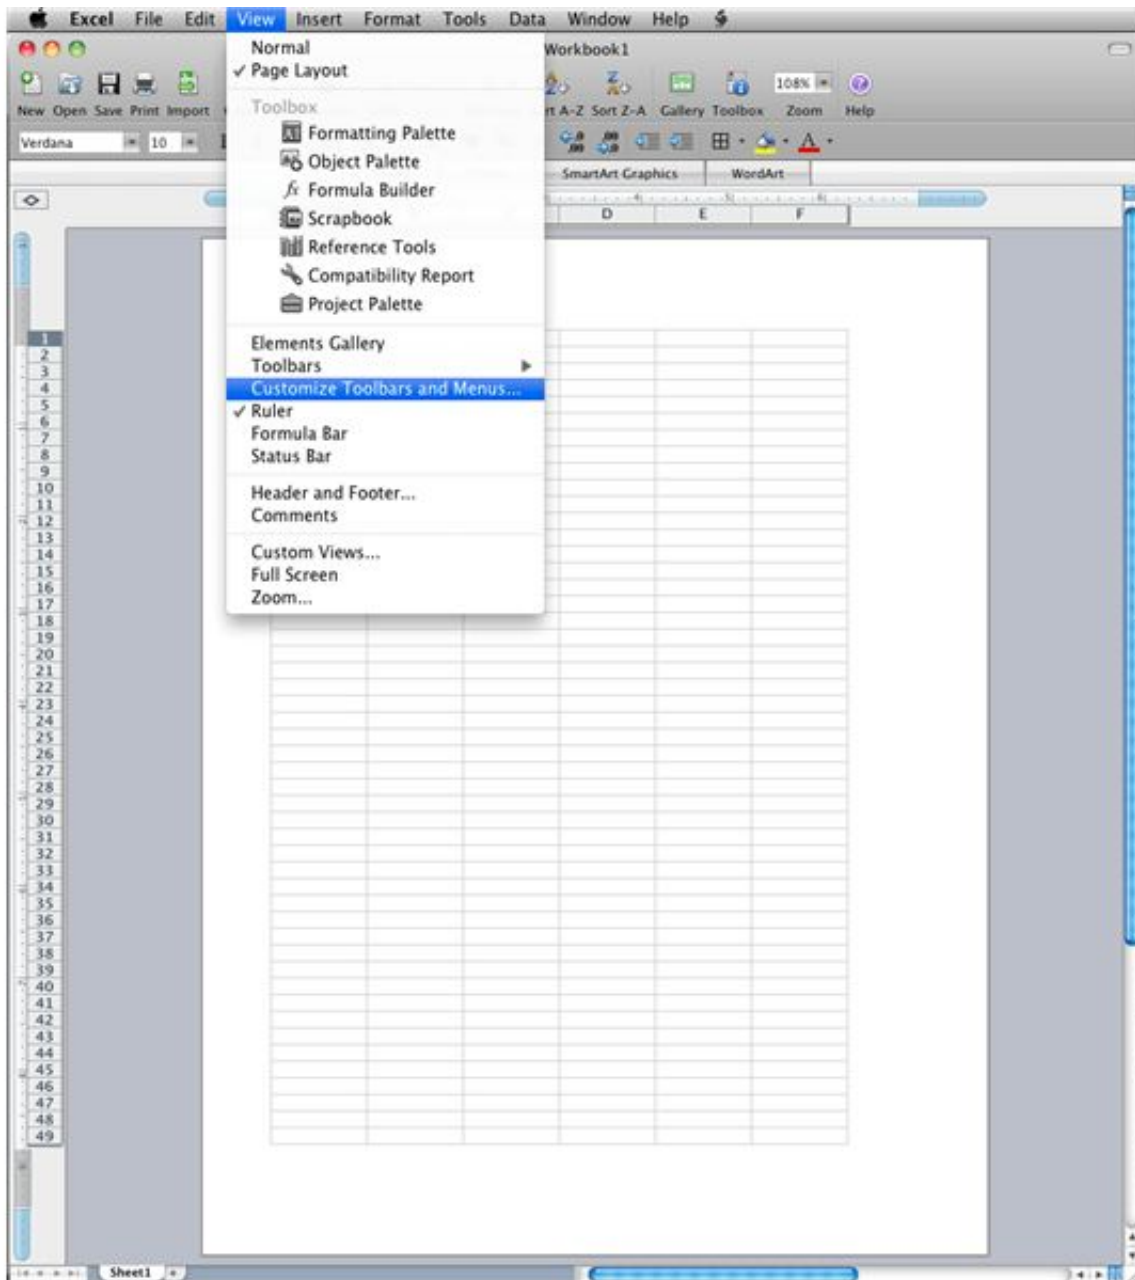 Excel File Edit View Insert Format Tools Data Window Help
Workbook1
New Open Save Print Import
A-Z Sort Z-A Gallery Toolbox Zoom Help
108%
Verdana 10
SmartArt Graphics WordArt
Normal
✓ Page Layout
Toolbox
Formatting Palette
Object Palette
fx Formula Builder
Scrapbook
Reference Tools
Compatibility Report
Project Palette
Elements Gallery
Toolbars
Customize Toolbars and Menus...
✓ Ruler
Formula Bar
Status Bar
Header and Footer...
Comments
Custom Views...
Full Screen
Zoom...
D E F
1
2
3
4
5
6
7
8
9
10
11
12
13
14
15
16
17
18
19
20
21
22
23
24
25
26
27
28
29
30
31
32
33
34
35
36
37
38
39
40
41
42
43
44
45
46
47
48
49
Sheet1